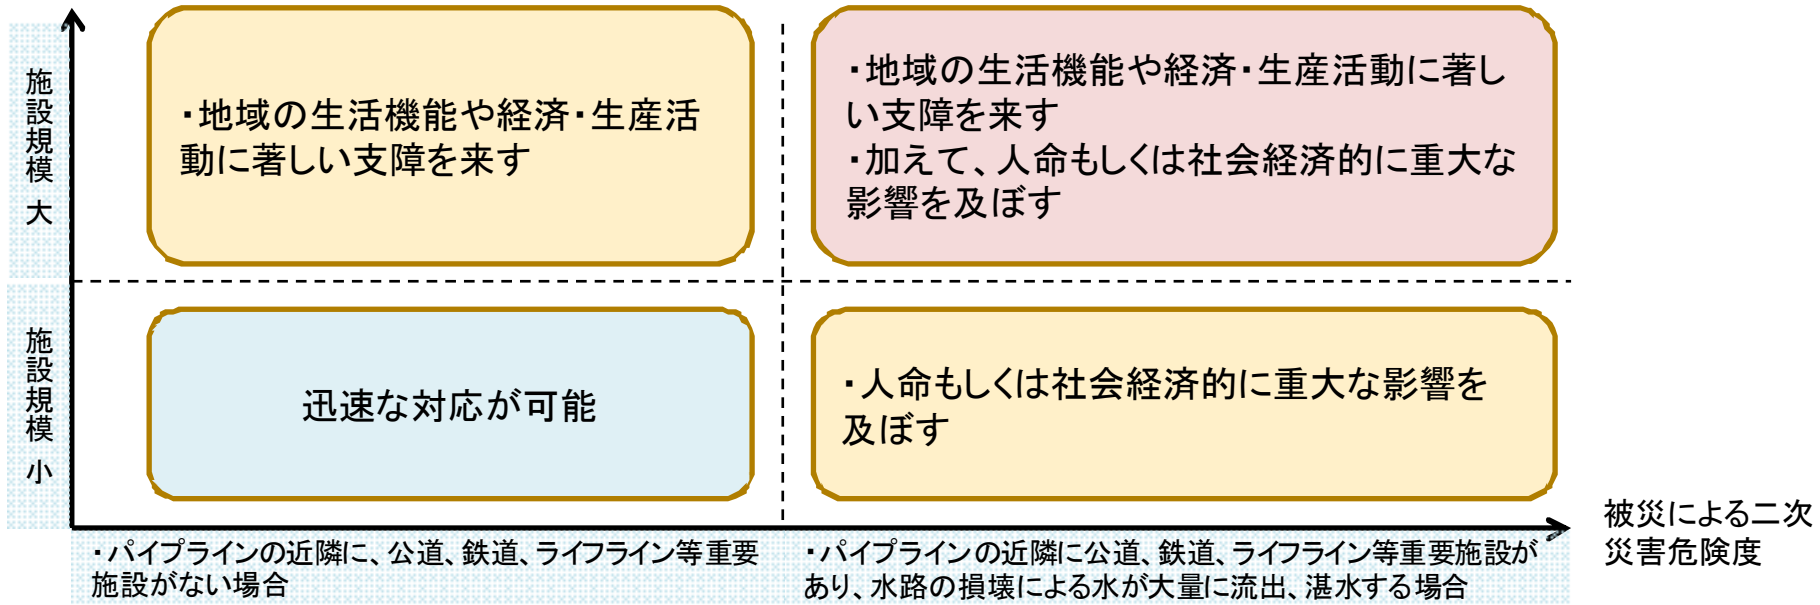 施設規模 大
・地域の生活機能や経済・生産活
動に著しい支障を来す
・地域の生活機能や経済・生産活動に著し
い支障を来す
・加えて、人命もしくは社会経済的に重大な
影響を及ぼす
施設規模 小
迅速な対応が可能
・人命もしくは社会経済的に重大な影響を
及ぼす
・パイプラインの近隣に、公道、鉄道、ライフライン等重要
施設がない場合
・パイプラインの近隣に公道、鉄道、ライフライン等重要施設が
あり、水路の損壊による水が大量に流出、湛水する場合
被災による二次
災害危険度